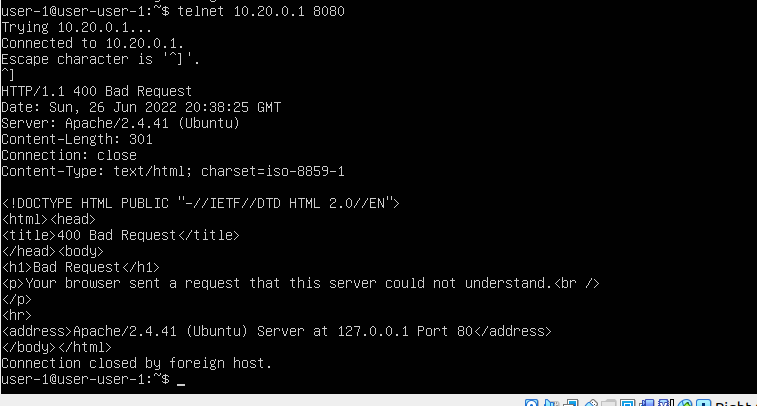 user-1@user-user-1:~$ telnet 10.20.0.1 8080
Trying 10.20.0.1...
Connected to 10.20.0.1.
Escape character is '^]'.
^]
HTTP/1.1 400 Bad Request
Date: Sun, 26 Jun 2022 20:38:25 GMT
Server: Apache/2.4.41 (Ubuntu)
Content-Length: 301
Connection: close
Content-Type: text/html; charset=iso-8859-1
<!DOCTYPE HTML PUBLIC "-//IETF//DTD HTML 2.0//EN">
<html><head>
<title>400 Bad Request</title>
</head><body>
<h1>Bad Request</h1>
<p>Your browser sent a request that this server could not understand.<br />
</p>
<hr>
<address>Apache/2.4.41 (Ubuntu) Server at 127.0.0.1 Port 80</address>
</body></html>
Connection closed by foreign host.
user-1@user-user-1:~$ _